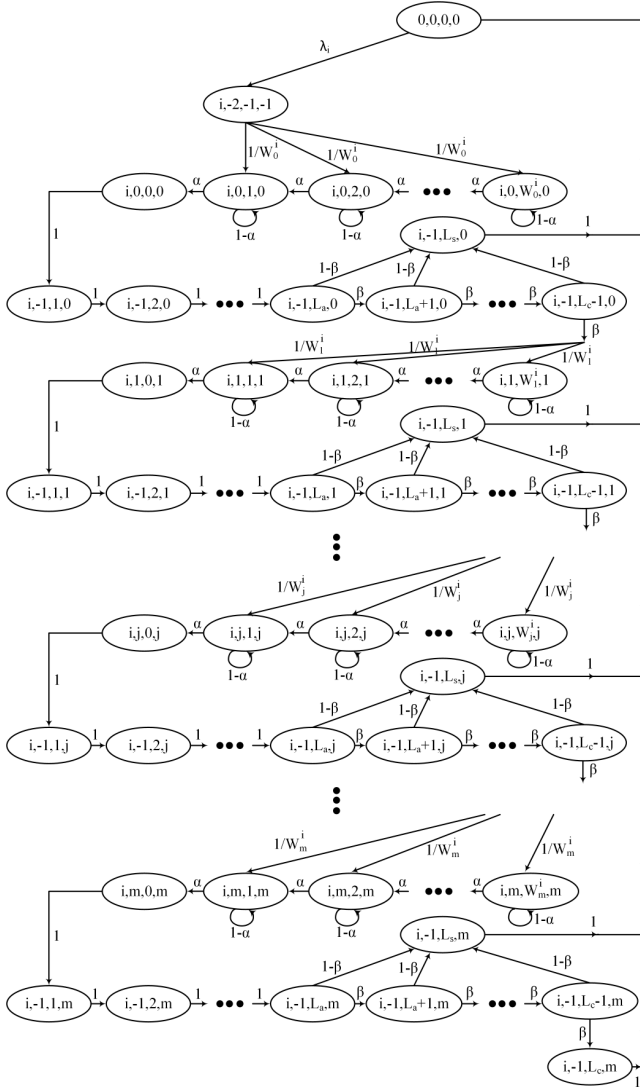 0,0,0,0
λi
i,-2,-1,-1
1/W₀ⁱ 1/W₀ⁱ 1/W₀ⁱ
i,0,0,0 α i,0,1,0 α i,0,2,0 α ••• α i,0,W₀ⁱ,0
1-α 1-α 1-α
i,-1,Lₛ,0 1
1
1-β 1-β 1-β
i,-1,1,0 1 i,-1,2,0 1 ••• 1 i,-1,Lₐ,0 β i,-1,Lₐ+1,0 β ••• β i,-1,L꜀-1,0
β
1/W₁ⁱ 1/W₁ⁱ 1/W₁ⁱ
i,1,0,1 α i,1,1,1 α i,1,2,1 α ••• α i,1,W₁ⁱ,1
1-α 1-α 1-α
i,-1,Lₛ,1 1
1
1-β 1-β 1-β
i,-1,1,1 1 i,-1,2,1 1 ••• 1 i,-1,Lₐ,1 β i,-1,Lₐ+1,1 β ••• β i,-1,L꜀-1,1
β
1/Wⱼⁱ 1/Wⱼⁱ 1/Wⱼⁱ
i,j,0,j α i,j,1,j α i,j,2,j α ••• α i,j,Wⱼⁱ,j
1-α 1-α 1-α
i,-1,Lₛ,j 1
1
1-β 1-β 1-β
i,-1,1,j 1 i,-1,2,j 1 ••• 1 i,-1,Lₐ,j β i,-1,Lₐ+1,j β ••• β i,-1,L꜀-1,j
β
1/Wₘⁱ 1/Wₘⁱ 1/Wₘⁱ
i,m,0,m α i,m,1,m α i,m,2,m α ••• α i,m,Wₘⁱ,m
1-α 1-α 1-α
i,-1,Lₛ,m 1
1
1-β 1-β 1-β
i,-1,1,m 1 i,-1,2,m 1 ••• 1 i,-1,Lₐ,m β i,-1,Lₐ+1,m β ••• β i,-1,L꜀-1,m
β
i,-1,L꜀,m 1